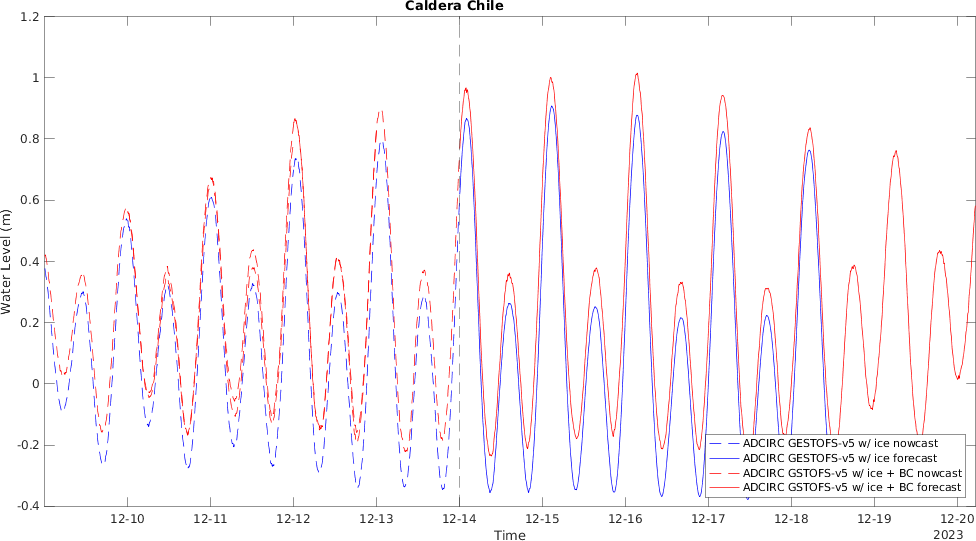 Caldera Chile
Water Level (m)
1.2
1
0.8
0.6
0.4
0.2
0
-0.2
-0.4
ADCIRC GESTOFS-v5 w/ ice nowcast
ADCIRC GESTOFS-v5 w/ ice forecast
ADCIRC GSTOFS-v5 w/ ice + BC nowcast
ADCIRC GSTOFS-v5 w/ ice + BC forecast
12-10 12-11 12-12 12-13 12-14 12-15 12-16 12-17 12-18 12-19 12-20
Time
2023